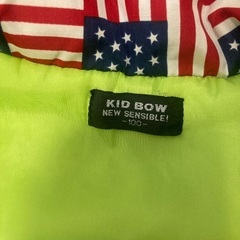 KID BOW
NEW SENSIBLE!
-100-